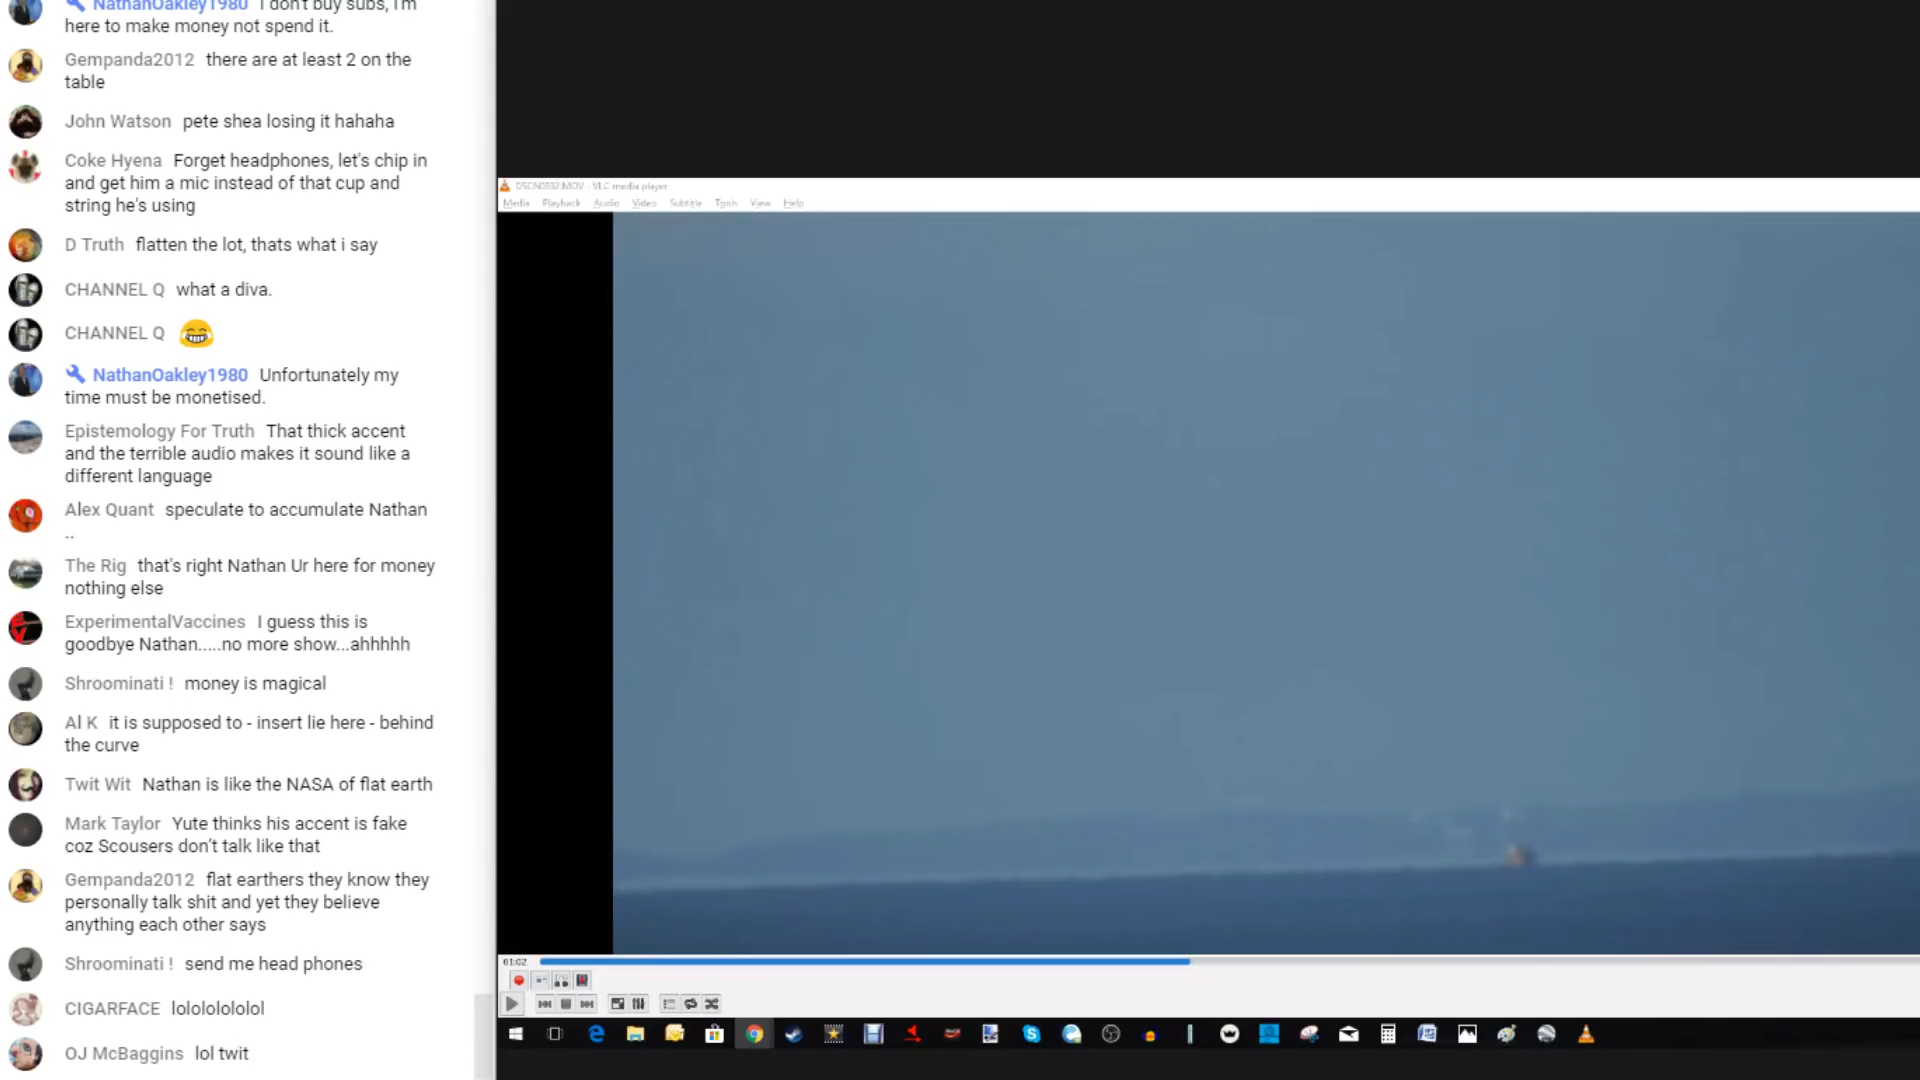 NathanOakley1980 I don't buy subs, I'm
here to make money not spend it.
Gempanda2012 there are at least 2 on the
table
John Watson pete shea losing it hahaha
Coke Hyena Forget headphones, let's chip in
and get him a mic instead of that cup and
string he's using
D Truth flatten the lot, thats what i say
CHANNEL Q what a diva.
CHANNEL Q
NathanOakley1980 Unfortunately my
time must be monetised.
Epistemology For Truth That thick accent
and the terrible audio makes it sound like a
different language
Alex Quant speculate to accumulate Nathan
..
The Rig that's right Nathan Ur here for money
nothing else
ExperimentalVaccines I guess this is
goodbye Nathan.....no more show...ahhhhh
Shroominati ! money is magical
Al K it is supposed to - insert lie here - behind
the curve
Twit Wit Nathan is like the NASA of flat earth
Mark Taylor Yute thinks his accent is fake
coz Scousers don't talk like that
Gempanda2012 flat earthers they know they
personally talk shit and yet they believe
anything each other says
Shroominati ! send me head phones
CIGARFACE lolololololol
OJ McBaggins lol twit
DSCN0332.MOV - VLC media player
Media Playback Audio Video Subtitle Tools View Help
01:02